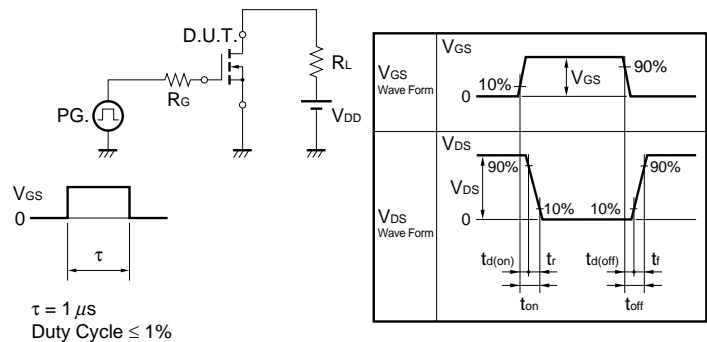 D.U.T.
RL
RG
PG.
VDD
VGS
0
τ
τ = 1 μs
Duty Cycle ≤ 1%
VGS
Wave Form
VGS
10%
VGS
90%
0
VDS
Wave Form
VDS
90%
VDS
0
10%
10%
90%
td(on)
tr
td(off)
tf
ton
toff